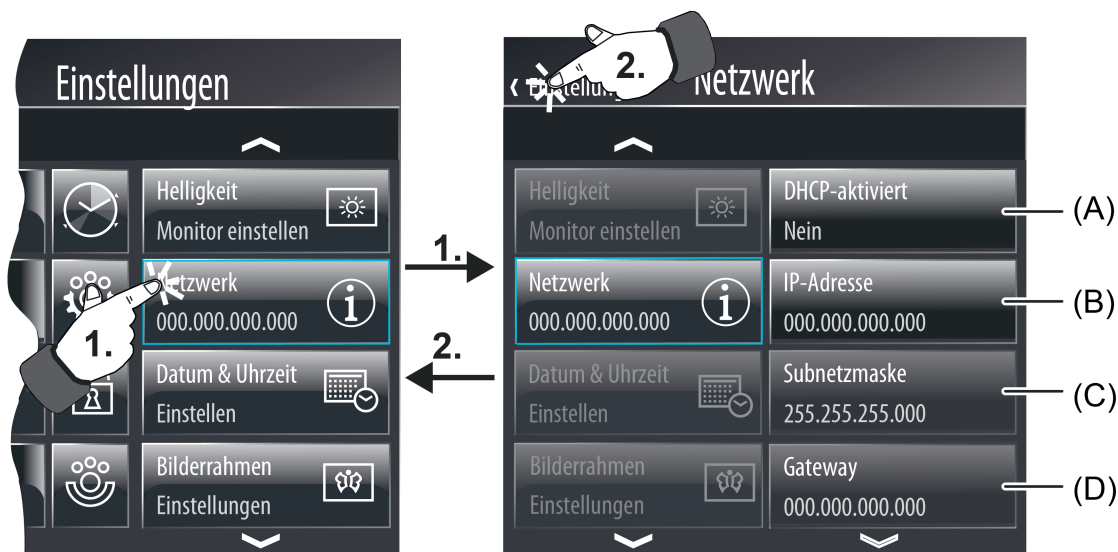 Einstellungen
Helligkeit
Monitor einstellen
Netzwerk
000.000.000.000
Datum & Uhrzeit
Einstellen
Bilderrahmen
Einstellungen
1.
1.
2.
2.
‹ Einstellung
Netzwerk
Helligkeit
Monitor einstellen
Netzwerk
000.000.000.000
Datum & Uhrzeit
Einstellen
Bilderrahmen
Einstellungen
DHCP-aktiviert
Nein
IP-Adresse
000.000.000.000
Subnetzmaske
255.255.255.000
Gateway
000.000.000.000
(A)
(B)
(C)
(D)